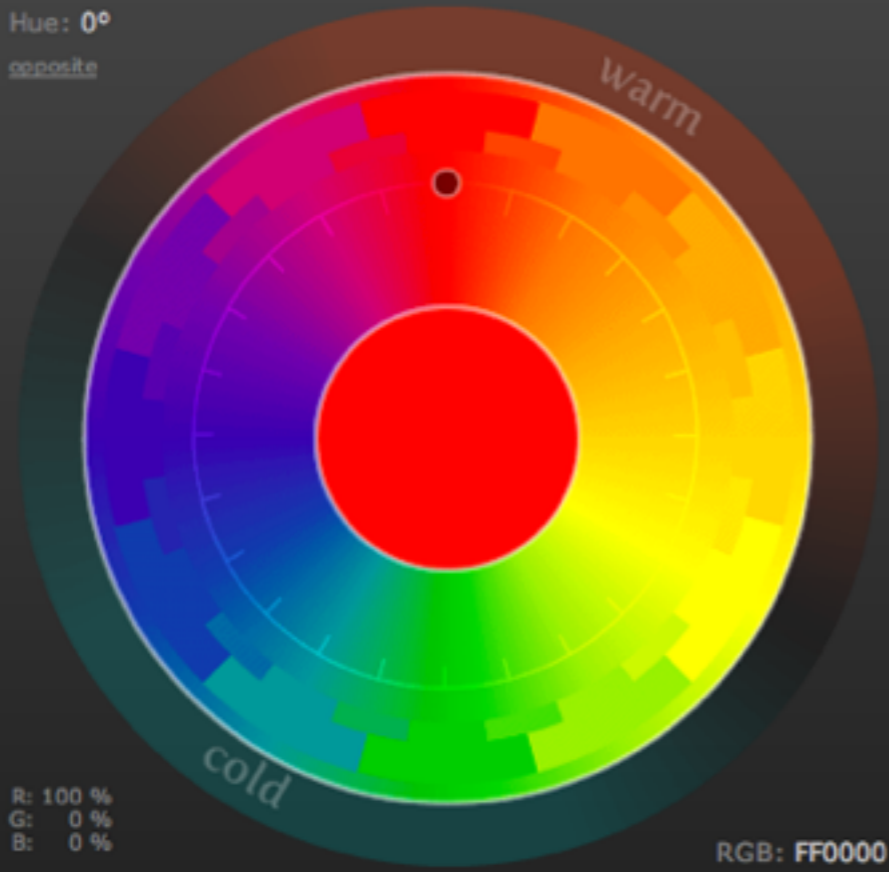 Hue: 0°
opposite
warm
cold
R: 100 %
G: 0 %
B: 0 %
RGB: FF0000